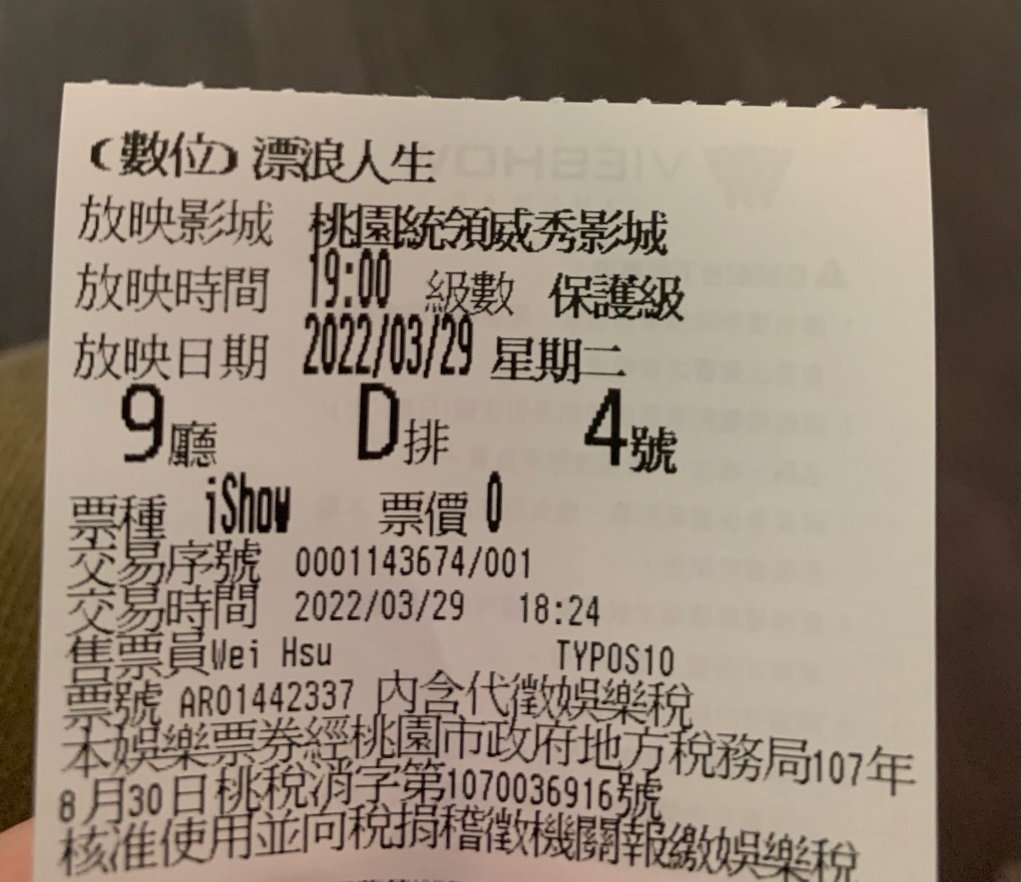 (數位) 漂浪人生
放映影城 桃園統領威秀影城
放映時間 19:00 級數 保護級
放映日期 2022/03/29 星期二
9廳 D排 4號
票種 iShow 票價 0
交易序號 0001143674/001
交易時間 2022/03/29 18:24
售票員Wei Hsu TYPOS10
票號 AR01442337 內含代徵娛樂稅
本娛樂票券經桃園市政府地方稅務局107年
8月30日桃稅消字第1070036916號
核准使用並向稅捐稽徵機關報繳娛樂稅
VIESHOW